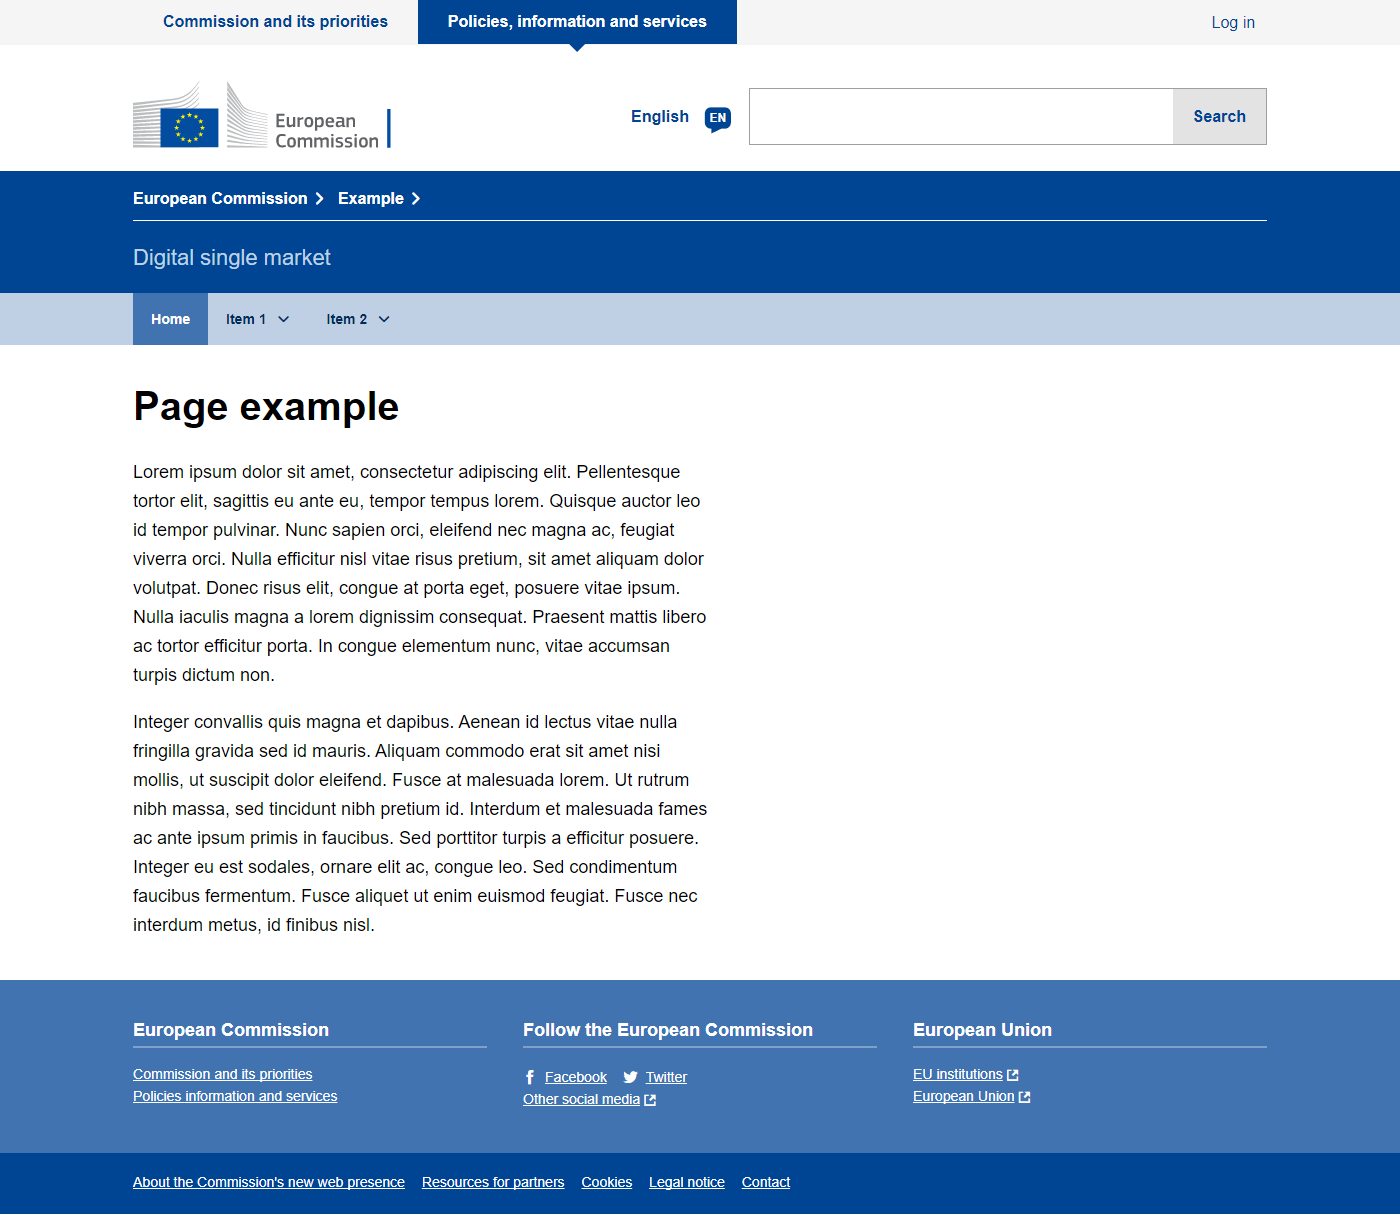 Commission and its priorities
Policies, information and services
Log in
European
Commission
English
EN
Search
European Commission
Example
Digital single market
Home
Item 1
Item 2
Page example
Lorem ipsum dolor sit amet, consectetur adipiscing elit. Pellentesque
tortor elit, sagittis eu ante eu, tempor tempus lorem. Quisque auctor leo
id tempor pulvinar. Nunc sapien orci, eleifend nec magna ac, feugiat
viverra orci. Nulla efficitur nisl vitae risus pretium, sit amet aliquam dolor
volutpat. Donec risus elit, congue at porta eget, posuere vitae ipsum.
Nulla iaculis magna a lorem dignissim consequat. Praesent mattis libero
ac tortor efficitur porta. In congue elementum nunc, vitae accumsan
turpis dictum non.
Integer convallis quis magna et dapibus. Aenean id lectus vitae nulla
fringilla gravida sed id mauris. Aliquam commodo erat sit amet nisi
mollis, ut suscipit dolor eleifend. Fusce at malesuada lorem. Ut rutrum
nibh massa, sed tincidunt nibh pretium id. Interdum et malesuada fames
ac ante ipsum primis in faucibus. Sed porttitor turpis a efficitur posuere.
Integer eu est sodales, ornare elit ac, congue leo. Sed condimentum
faucibus fermentum. Fusce aliquet ut enim euismod feugiat. Fusce nec
interdum metus, id finibus nisl.
European Commission
Commission and its priorities
Policies information and services
Follow the European Commission
Facebook
Twitter
Other social media
European Union
EU institutions
European Union
About the Commission's new web presence
Resources for partners
Cookies
Legal notice
Contact